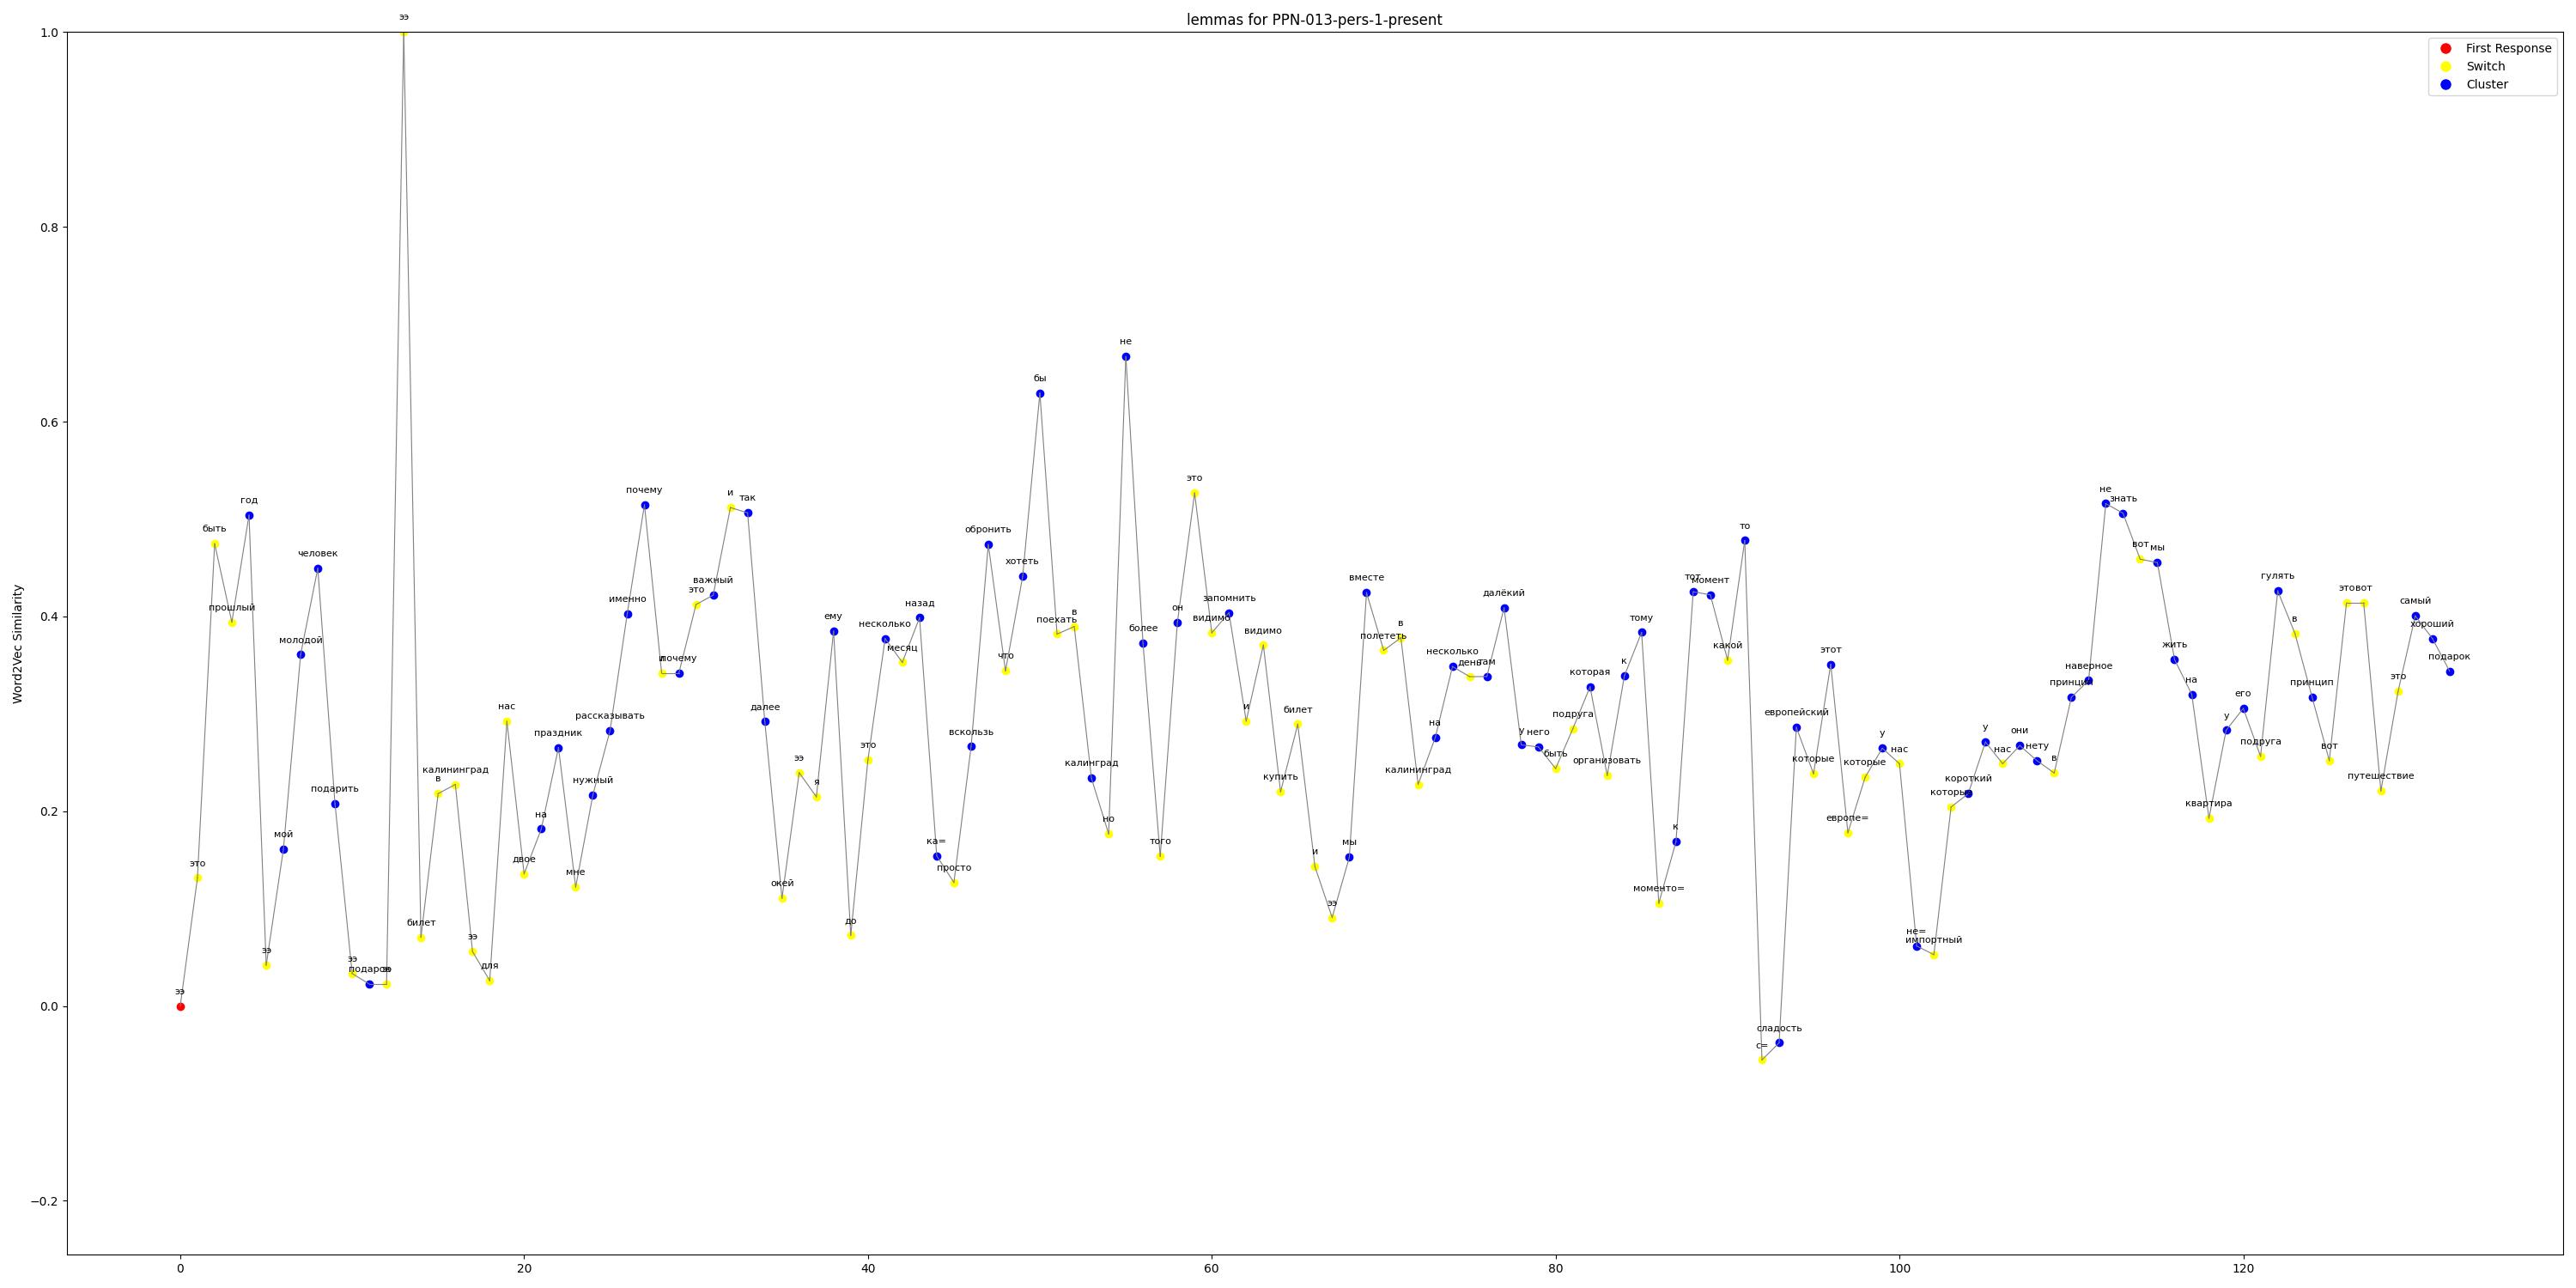 lemmas for PPN-013-pers-1-present
First Response
Switch
Cluster
Word2Vec Similarity
1.0
0.8
0.6
0.4
0.2
0.0
−0.2
ээ
это
быть
прошлый
год
ээ
мой
молодой
человек
подарить
ээ
подарок
ээ
билет
в
калининград
ээ
для
нас
двое
на
праздник
мне
нужный
рассказывать
именно
почему
почему
это
важный
и
так
далее
окей
ээ
я
ему
до
это
несколько
месяц
назад
ка=
просто
вскользь
обронить
что
хотеть
бы
поехать
в
калинград
но
не
более
того
он
это
видимо
запомнить
и
видимо
купить
билет
и
ээ
мы
вместе
полететь
в
калининград
на
несколько
день
там
далёкий
у
него
быть
подруга
которая
организовать
к
тому
моменто=
к
тот
момент
какой
то
с=
сладость
европейский
которые
этот
европе=
которые
у
нас
не=
импортный
которые
короткий
у
нас
они
нету
в
принцип
наверное
не
знать
вот
мы
жить
на
квартира
у
его
подруга
гулять
в
принцип
вот
это
вот
путешествие
это
самый
хороший
подарок
0
20
40
60
80
100
120